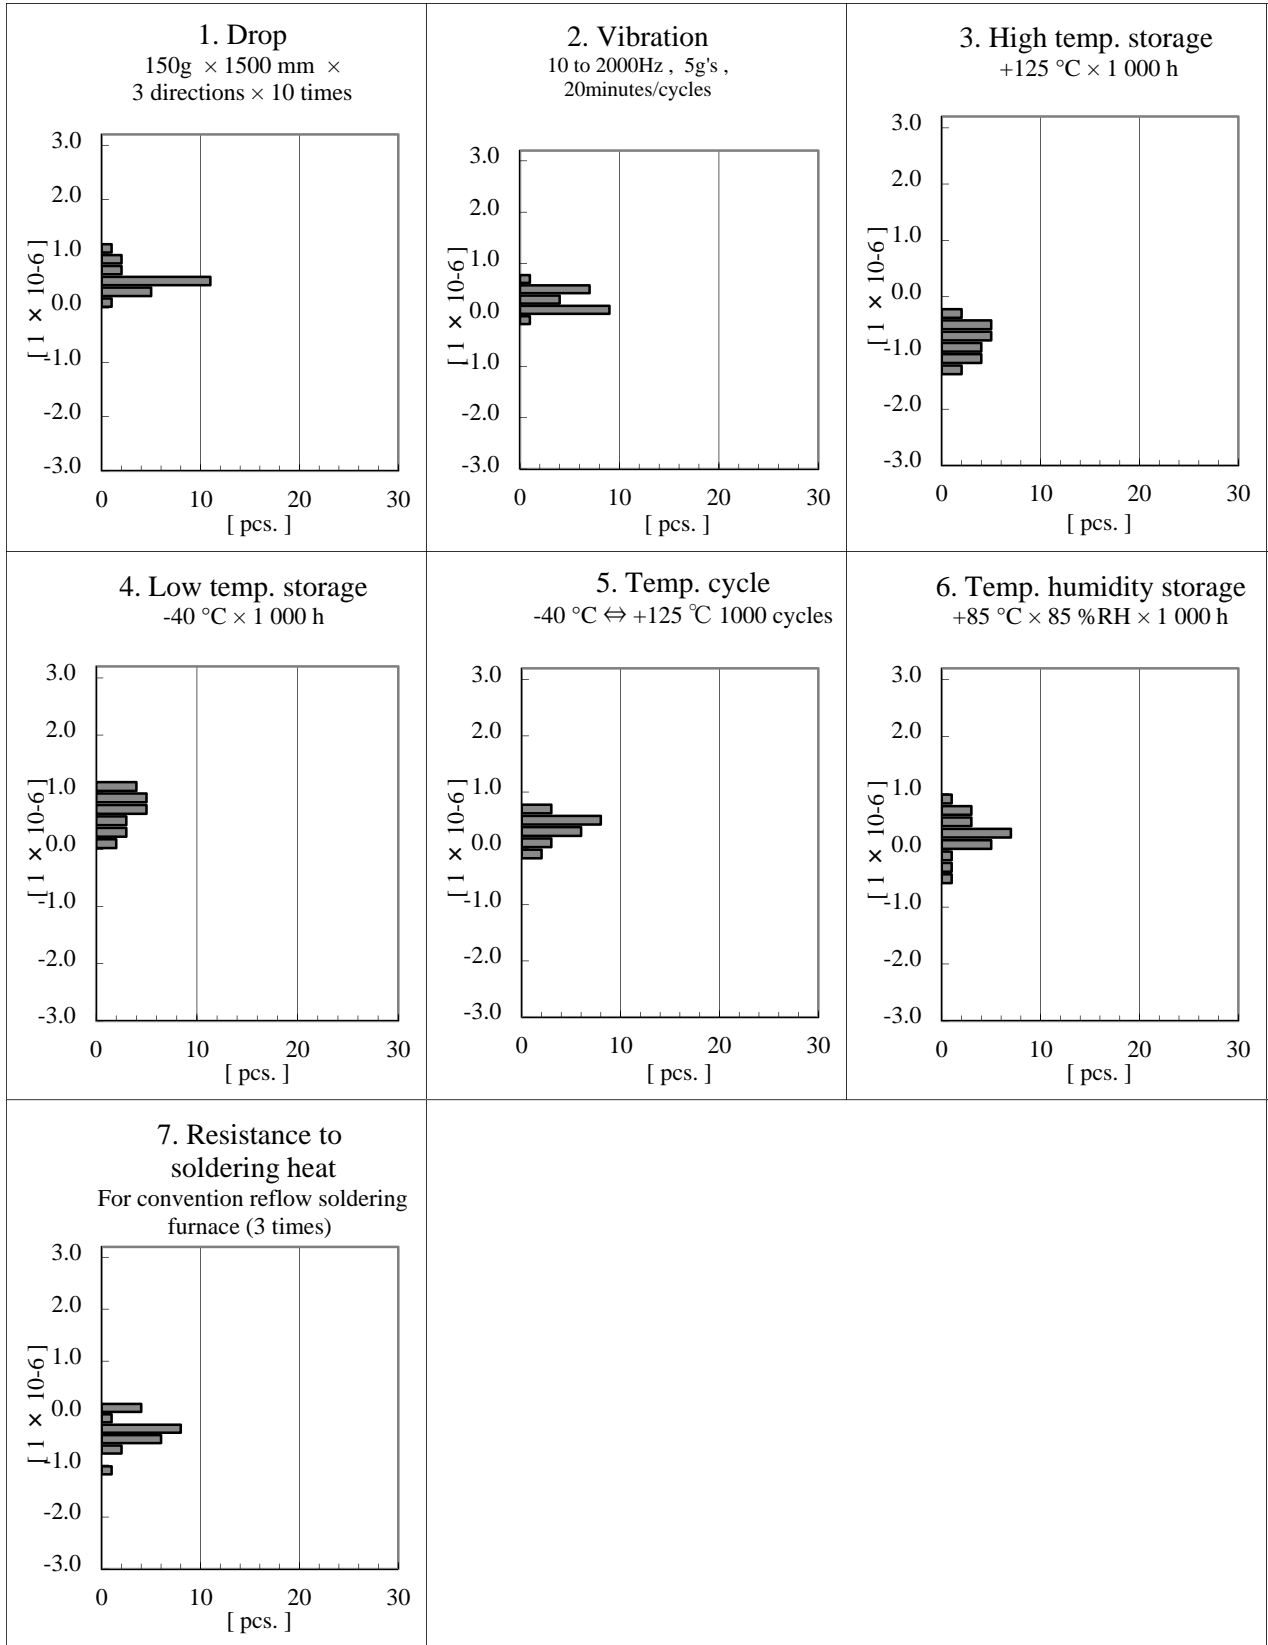 1. Drop
150g × 1500 mm ×
3 directions × 10 times
3.0
2.0
1.0
0.0
-1.0
-2.0
-3.0
[ 1 × 10-6 ]
0 10 20 30
[ pcs. ]
2. Vibration
10 to 2000Hz , 5g's ,
20minutes/cycles
3.0
2.0
1.0
0.0
-1.0
-2.0
-3.0
[ 1 × 10-6 ]
0 10 20 30
[ pcs. ]
3. High temp. storage
+125 °C × 1 000 h
3.0
2.0
1.0
0.0
-1.0
-2.0
-3.0
[ 1 × 10-6 ]
0 10 20 30
[ pcs. ]
4. Low temp. storage
-40 °C × 1 000 h
3.0
2.0
1.0
0.0
-1.0
-2.0
-3.0
[ 1 × 10-6 ]
0 10 20 30
[ pcs. ]
5. Temp. cycle
-40 °C ⇔ +125 ℃ 1000 cycles
3.0
2.0
1.0
0.0
-1.0
-2.0
-3.0
[ 1 × 10-6 ]
0 10 20 30
[ pcs. ]
6. Temp. humidity storage
+85 °C × 85 %RH × 1 000 h
3.0
2.0
1.0
0.0
-1.0
-2.0
-3.0
[ 1 × 10-6 ]
0 10 20 30
[ pcs. ]
7. Resistance to
soldering heat
For convention reflow soldering
furnace (3 times)
3.0
2.0
1.0
0.0
-1.0
-2.0
-3.0
[ 1 × 10-6 ]
0 10 20 30
[ pcs. ]